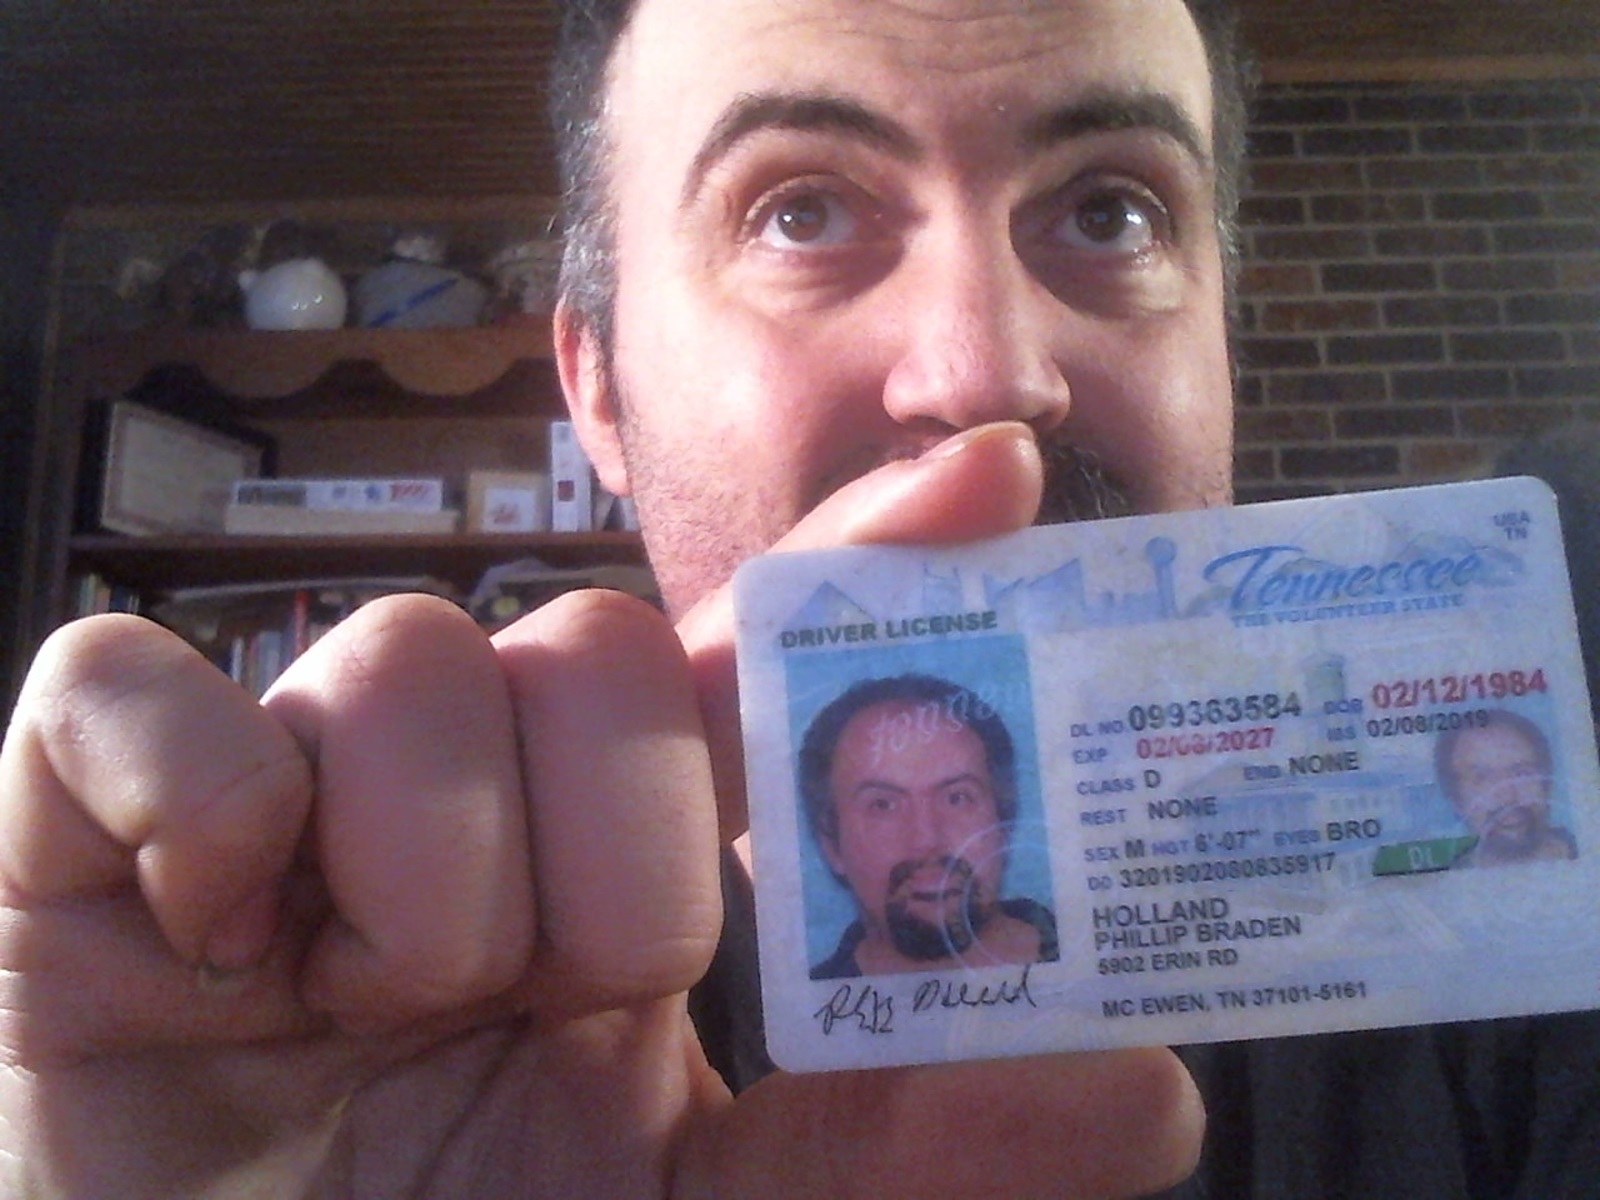 USA
TN
Tennessee
THE VOLUNTEER STATE
DRIVER LICENSE
DL NO 099363584 DOB 02/12/1984
EXP 02/08/2027 ISS 02/08/2019
CLASS D END NONE
REST NONE
SEX M HGT 6'-07" EYES BRO
DD 3201902080835917
DL
HOLLAND
PHILLIP BRADEN
5902 ERIN RD
MC EWEN, TN 37101-5161